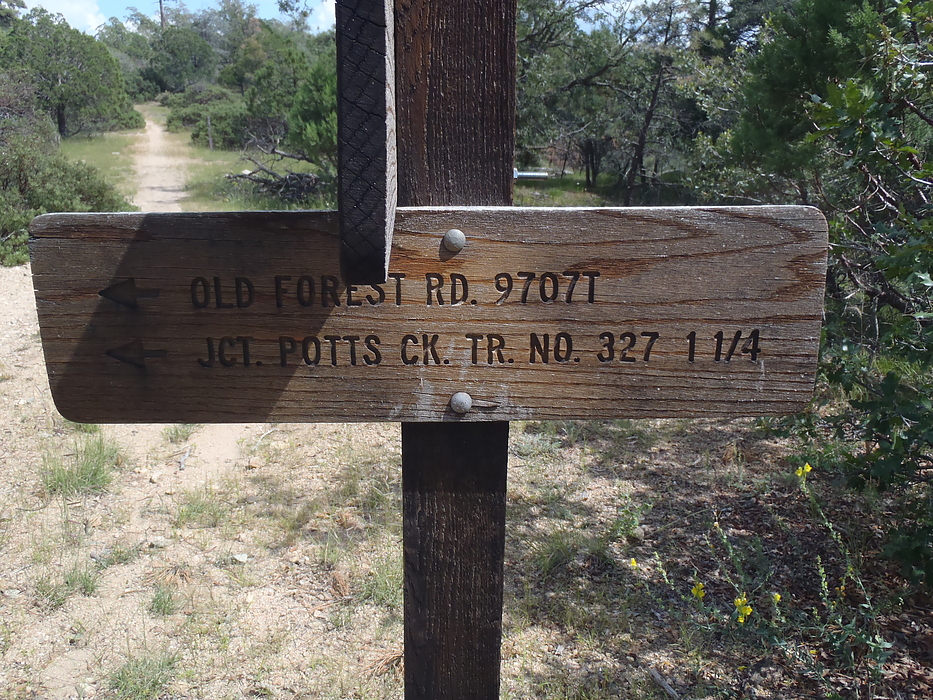 OLD FOREST RD. 9707T
JCT. POTTS CK. TR. NO. 327 1 1/4